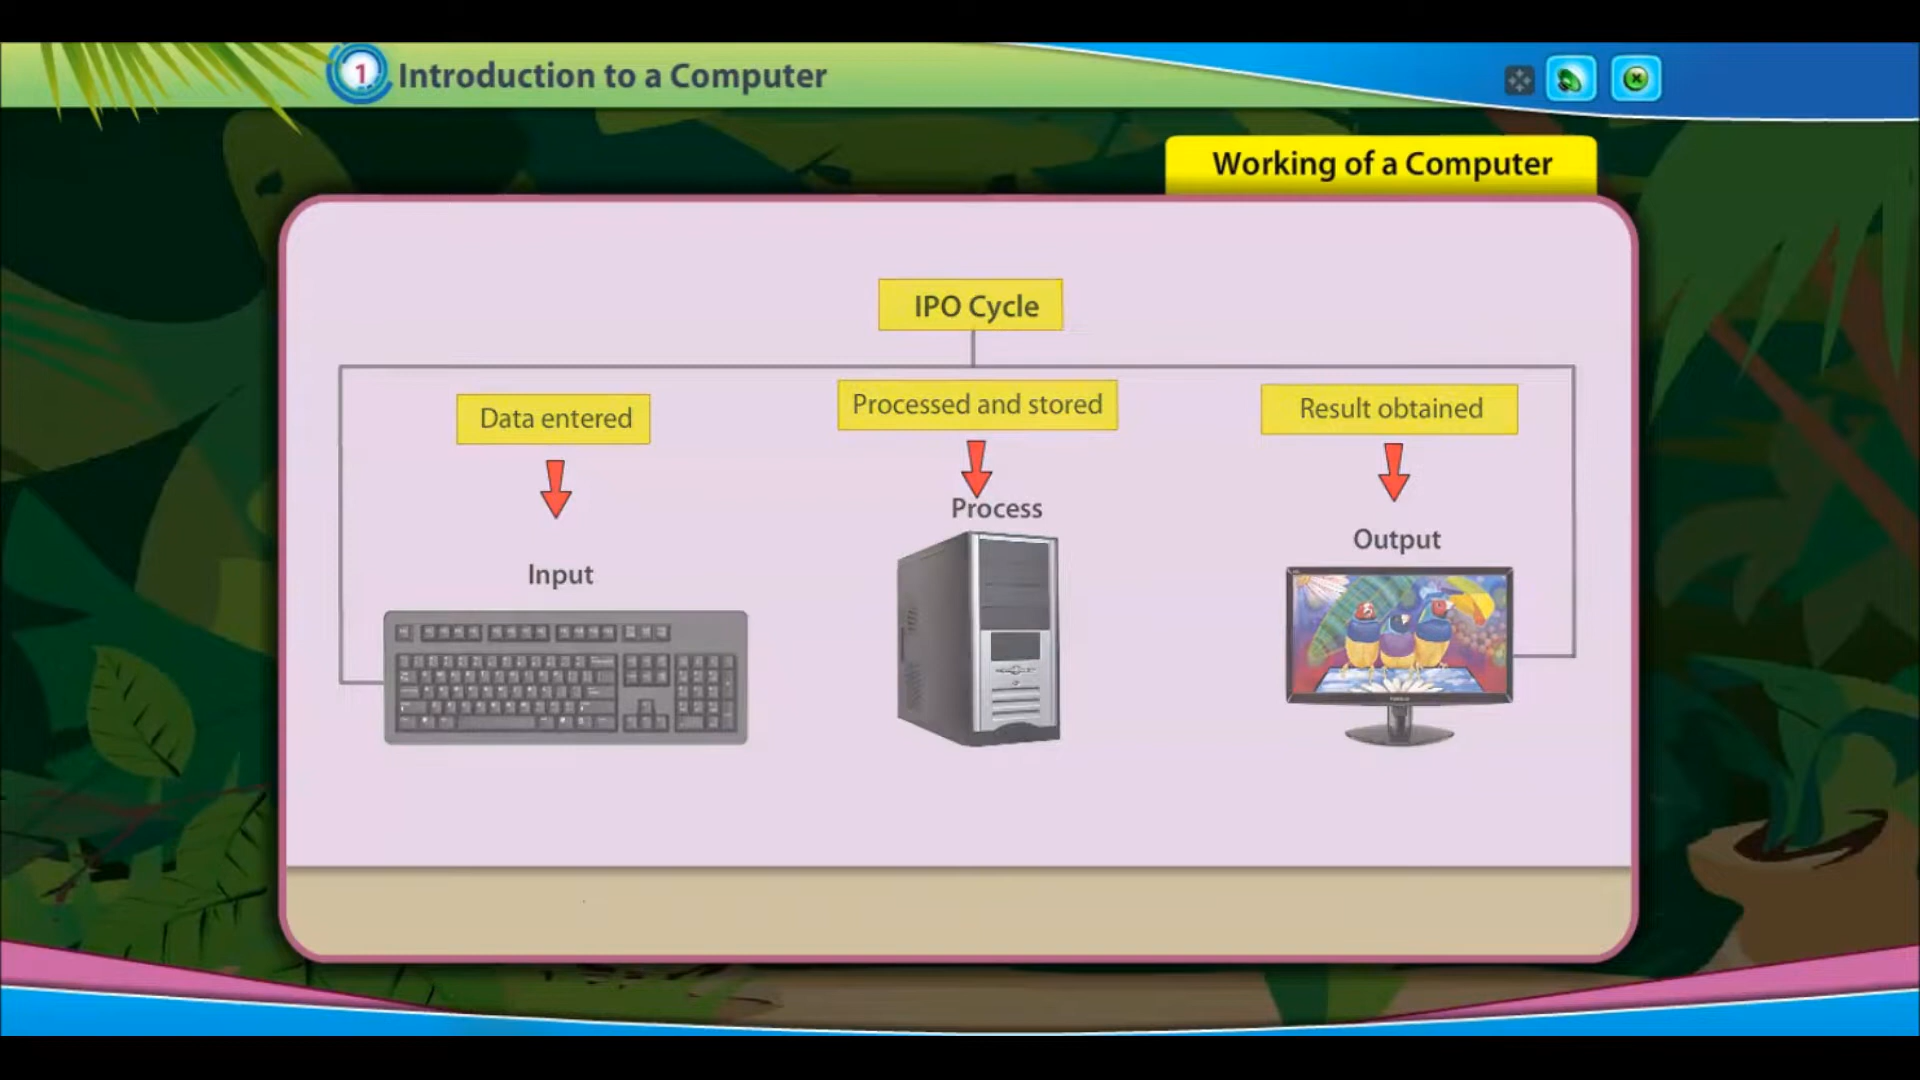 1 Introduction to a Computer
Working of a Computer
IPO Cycle
Data entered
Processed and stored
Result obtained
Process
Output
Input